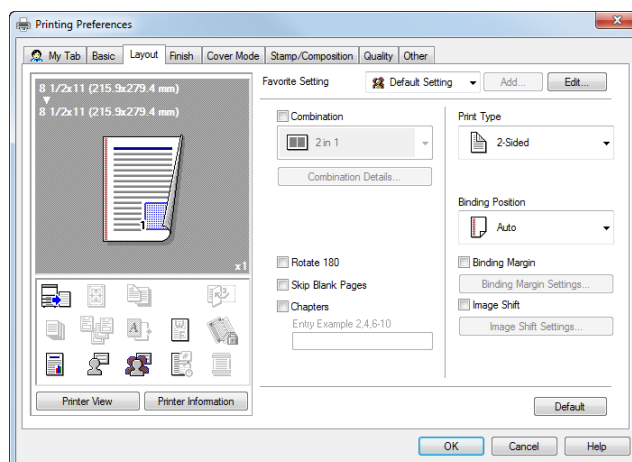 Printing Preferences
My Tab Basic Layout Finish Cover Mode Stamp/Composition Quality Other
8 1/2x11 (215.9x279.4 mm)
8 1/2x11 (215.9x279.4 mm)
1
x1
Printer View Printer Information
Favorite Setting Default Setting Add... Edit...
Combination
2 in 1
Combination Details...
Rotate 180
Skip Blank Pages
Chapters
Entry Example 2,4,6-10
Print Type
2-Sided
Binding Position
Auto
Binding Margin
Binding Margin Settings...
Image Shift
Image Shift Settings...
Default
OK Cancel Help